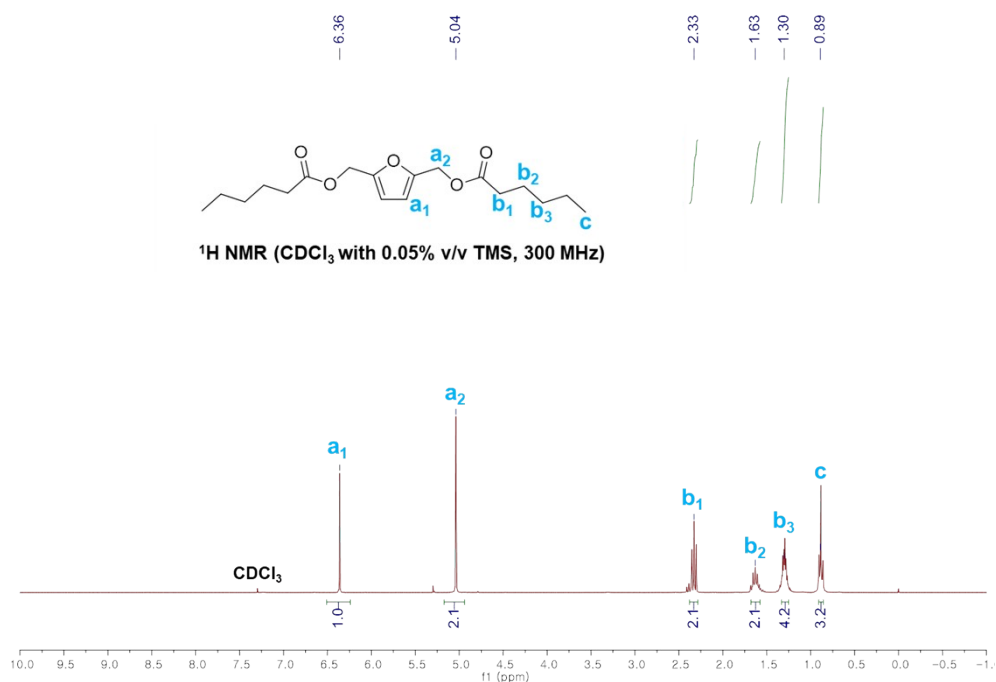 6.36
5.04
2.33
1.63
1.30
0.89
O
O
O
O
O
a₂
a₁
b₁
b₂
b₃
c
¹H NMR (CDCl₃ with 0.05% v/v TMS, 300 MHz)
a₁
a₂
b₁
b₂
b₃
c
CDCl₃
1.0
2.1
2.1
2.1
4.2
3.2
10.0 9.5 9.0 8.5 8.0 7.5 7.0 6.5 6.0 5.5 5.0 4.5 4.0 3.5 3.0 2.5 2.0 1.5 1.0 0.5 0.0 -0.5 -1.0
f1 (ppm)